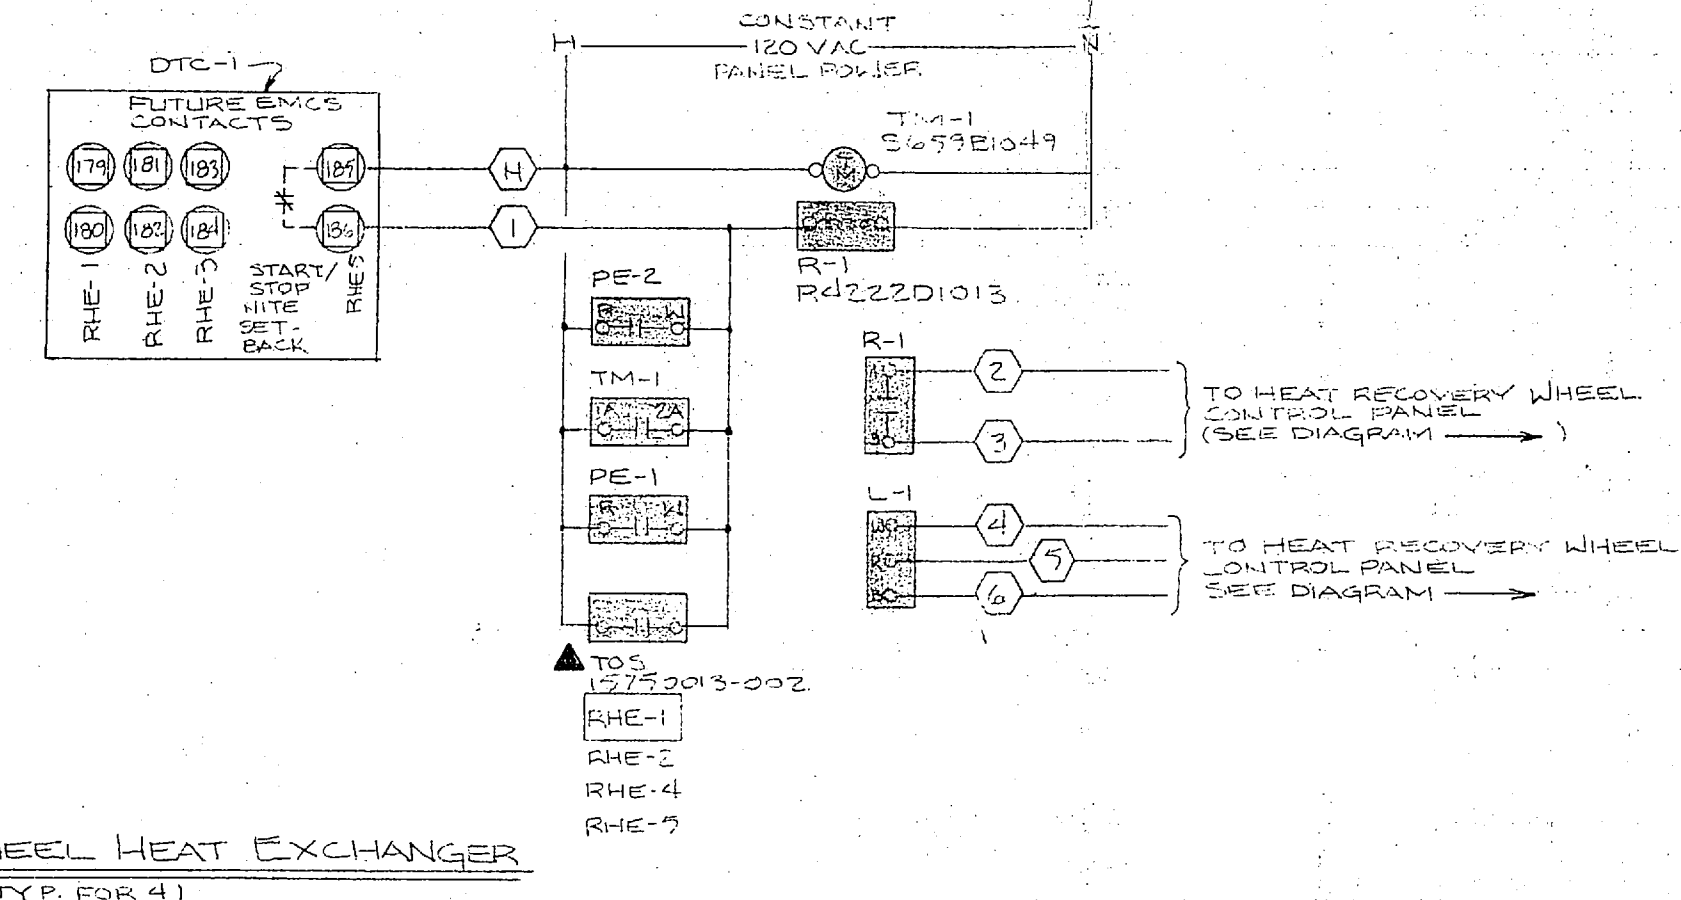 CONSTANT
H
120 VAC
N
PANEL POWER
DTC-1
FUTURE EMCS
CONTACTS
179
181
183
185
180
182
184
186
RHE-1
RHE-2
RHE-3
START/
STOP
NITE
SET-
BACK
RHE5
H
1
TM-1
S659B1049
TM
R-1
R4222D1013
PE-2
R
W
TM-1
1A
2A
PE-1
R
W
TOS
15750013-002
RHE-1
RHE-2
RHE-4
RHE-5
R-1
2
3
TO HEAT RECOVERY WHEEL
CONTROL PANEL
(SEE DIAGRAM
)
L-1
W
4
R
5
B
6
TO HEAT RECOVERY WHEEL
CONTROL PANEL
SEE DIAGRAM
HEAT EXCHANGER
TYP. FOR 4)